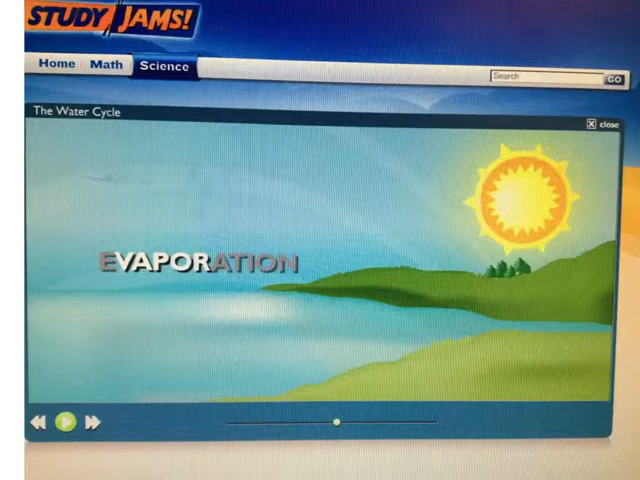 STUDY JAMS!
Home Math Science
Search GO
The Water Cycle
close
EVAPORATION